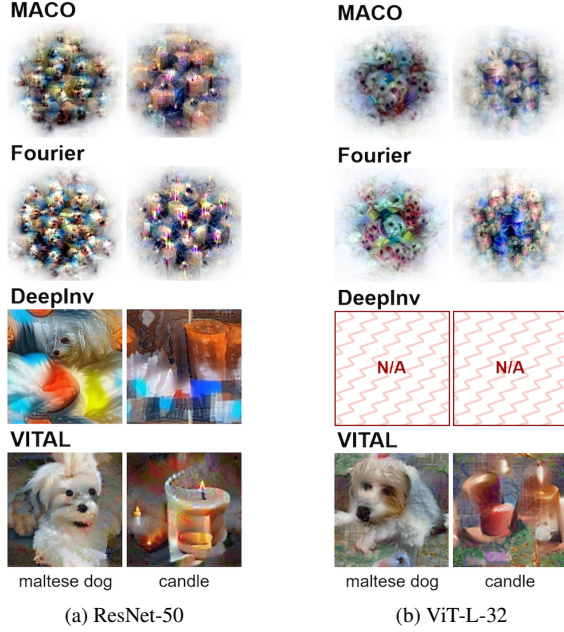 MACO
Fourier
DeepInv
VITAL
maltese dog candle
(a) ResNet-50
MACO
Fourier
DeepInv
N/A N/A
VITAL
maltese dog candle
(b) ViT-L-32